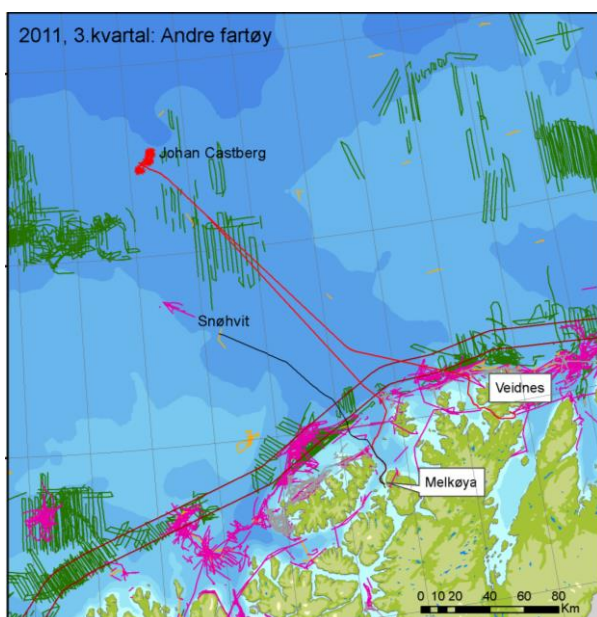 2011, 3.kvartal: Andre fartøy
Johan Castberg
Snøhvit
Veidnes
Melkøya
0 10 20 40 60 80
Km